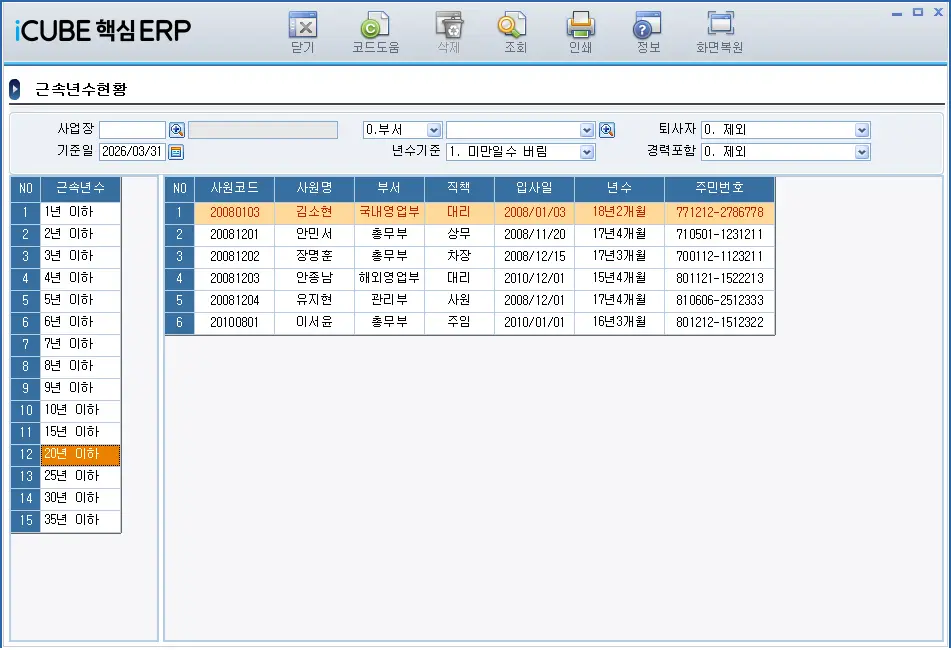 iCUBE 핵심ERP
닫기 코드도움 삭제 조회 인쇄 정보 화면복원
근속년수현황
사업장 0.부서 퇴사자 0. 제외
기준일 2026/03/31 년수기준 1. 미만일수 버림 경력포함 0. 제외
NO 근속년수
1 1년 이하
2 2년 이하
3 3년 이하
4 4년 이하
5 5년 이하
6 6년 이하
7 7년 이하
8 8년 이하
9 9년 이하
10 10년 이하
11 15년 이하
12 20년 이하
13 25년 이하
14 30년 이하
15 35년 이하
NO 사원코드 사원명 부서 직책 입사일 년수 주민번호
1 20080103 김소현 국내영업부 대리 2008/01/03 18년2개월 771212-2786778
2 20081201 안민서 총무부 상무 2008/11/20 17년4개월 710501-1231211
3 20081202 장명훈 총무부 차장 2008/12/15 17년3개월 700112-1123211
4 20081203 안종남 해외영업부 대리 2010/12/01 15년4개월 801121-1522213
5 20081204 유지현 관리부 사원 2008/12/01 17년4개월 810606-2512333
6 20100801 이서윤 총무부 주임 2010/01/01 16년3개월 801212-1512322